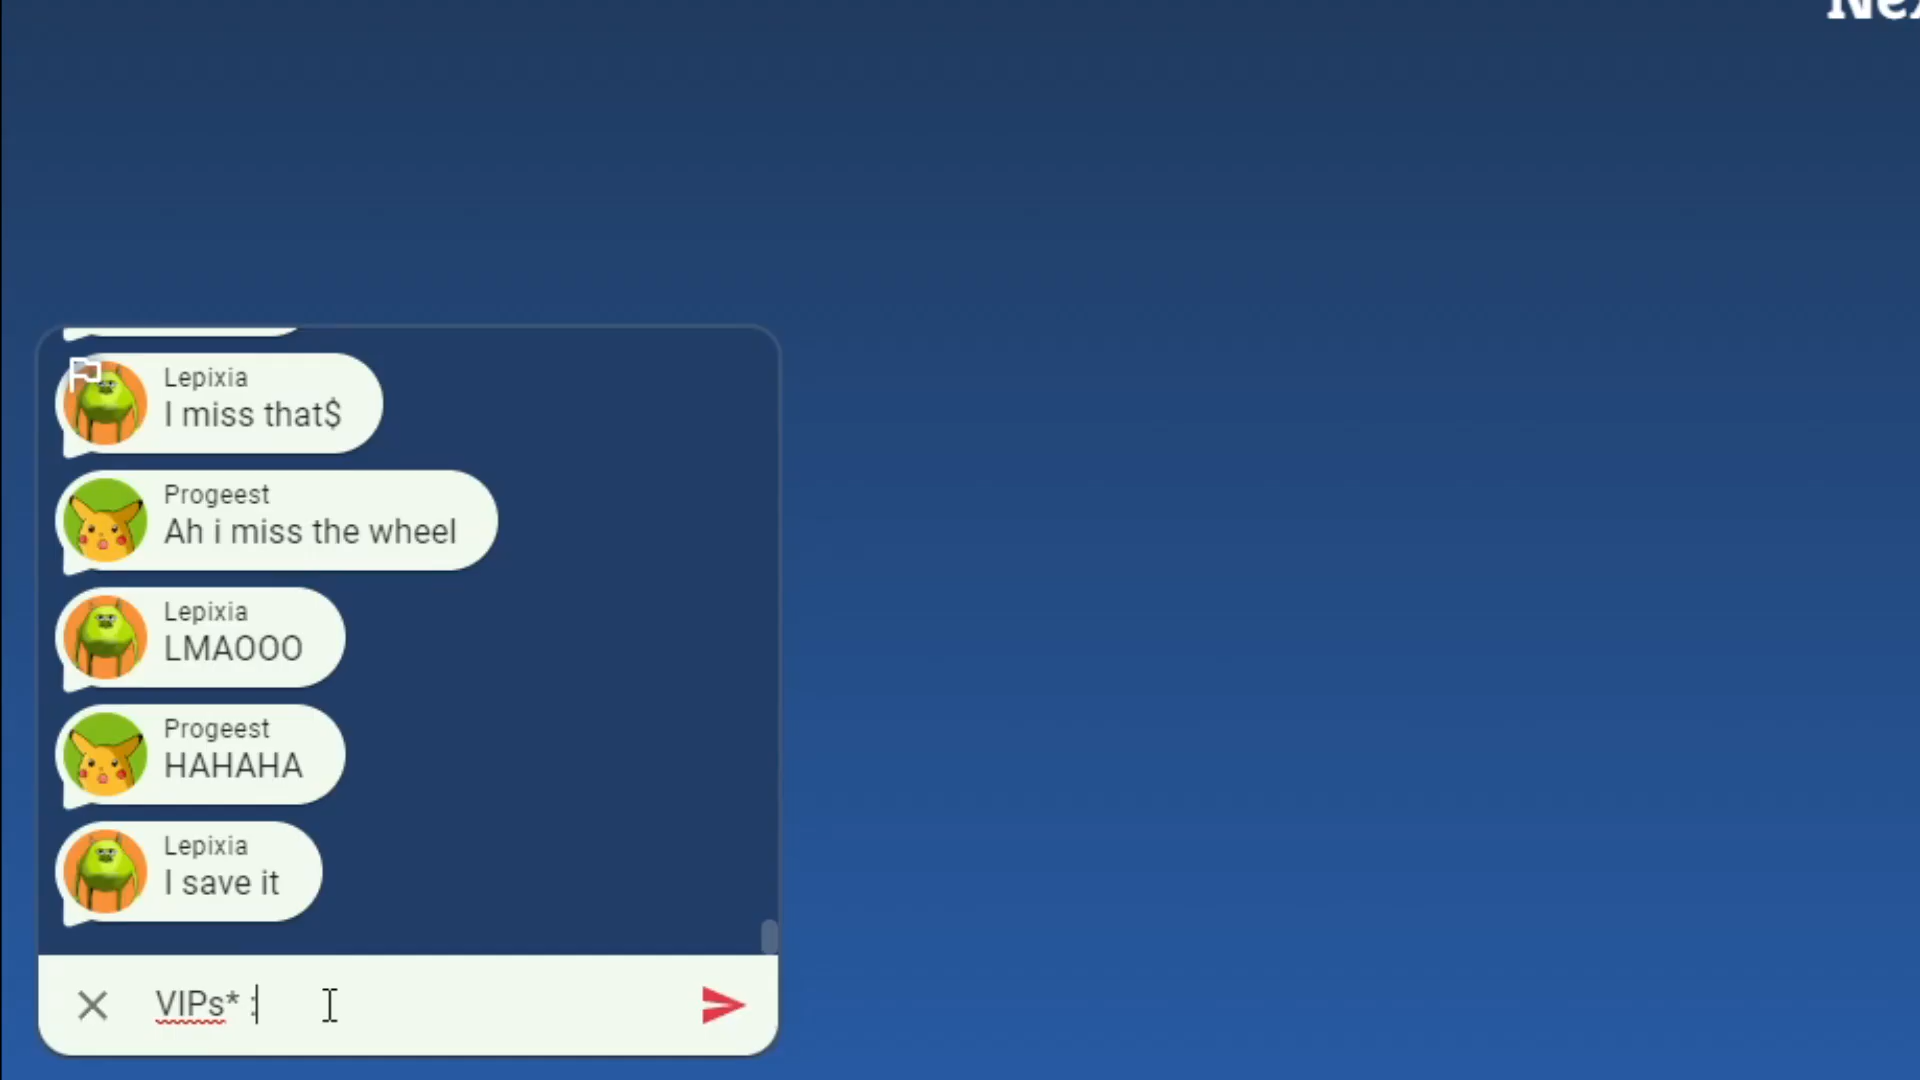 Lepixia
I miss that$
Progeest
Ah i miss the wheel
Lepixia
LMAOOO
Progeest
HAHAHA
Lepixia
I save it
VIPs* :